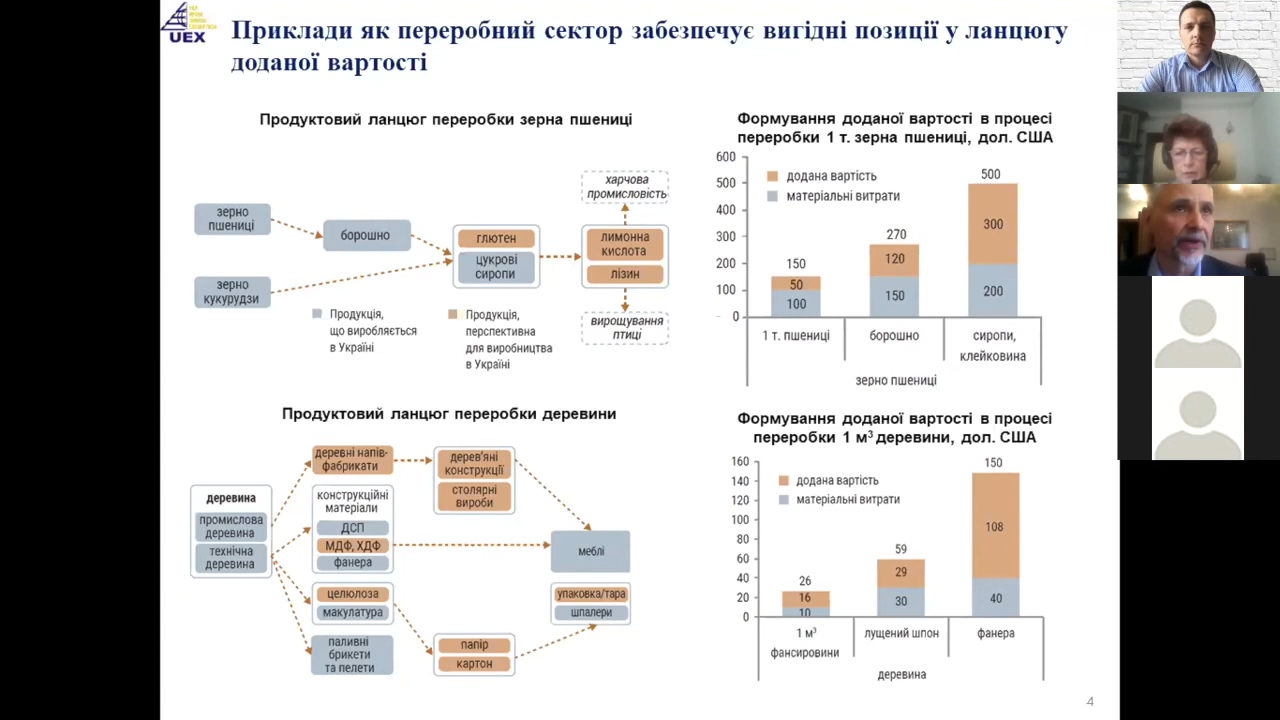 UEX
Приклади як переробний сектор забезпечує вигідні позиції у ланцюгу
доданої вартості
Продуктовий ланцюг переробки зерна пшениці
зерно
пшениці
борошно
зерно
кукурудзи
глютен
цукрові
сиропи
харчова
промисловість
лимонна
кислота
лізин
вирощування
птиці
Продукція,
що виробляється
в Україні
Продукція,
перспективна
для виробництва
в Україні
Формування доданої вартості в процесі
переробки 1 т. зерна пшениці, дол. США
600
500
400
300
200
100
0
додана вартість
матеріальні витрати
150
50
100
270
120
150
500
300
200
1 т. пшениці
борошно
сиропи,
клейковина
зерно пшениці
Продуктовий ланцюг переробки деревини
деревина
промислова
деревина
технічна
деревина
деревні напів-
фабрикати
конструкційні
матеріали
ДСП
МДФ, ХДФ
фанера
целюлоза
макулатура
паливні
брикети
та пелети
дерев'яні
конструкції
столярні
вироби
меблі
упаковка/тара
шпалери
папір
картон
Формування доданої вартості в процесі
переробки 1 м³ деревини, дол. США
160
140
120
100
80
60
40
20
0
додана вартість
матеріальні витрати
26
16
10
59
29
30
150
108
40
1 м³
фансировини
лущений шпон
фанера
деревина
4